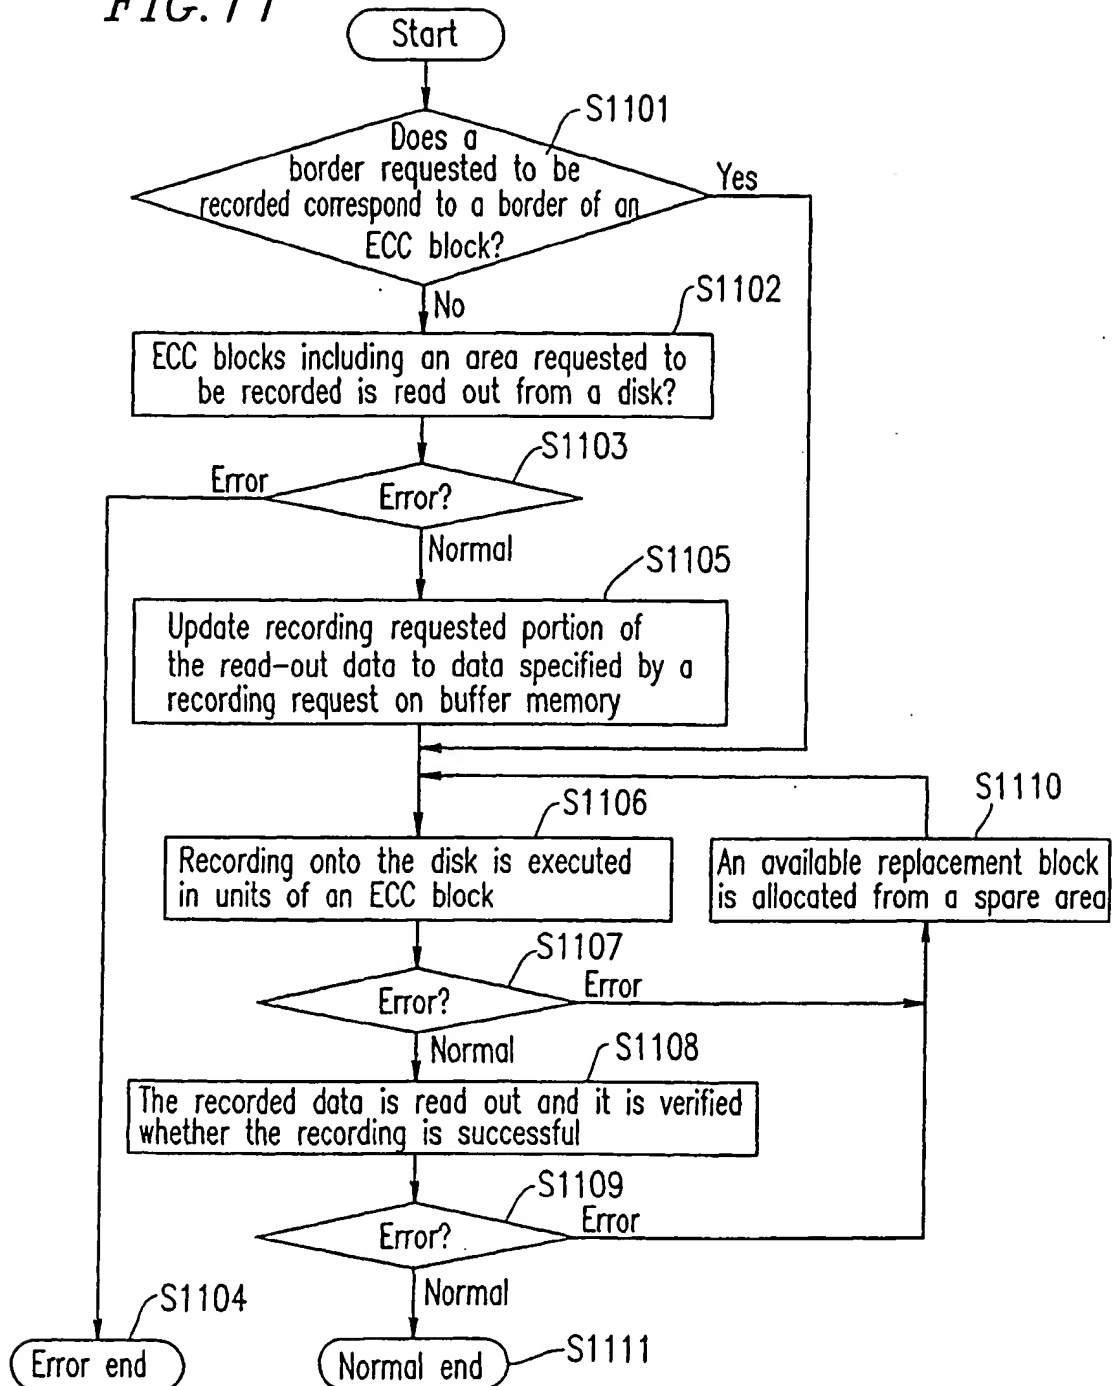 FIG. 11
Start
S1101
Does a
border requested to be
recorded correspond to a border of an
ECC block?
Yes
No
S1102
ECC blocks including an area requested to
be recorded is read out from a disk?
S1103
Error
Error?
Normal
S1105
Update recording requested portion of
the read-out data to data specified by a
recording request on buffer memory
S1110
S1106
Recording onto the disk is executed
in units of an ECC block
An available replacement block
is allocated from a spare area
S1107
Error?
Error
Normal
S1108
The recorded data is read out and it is verified
whether the recording is successful
S1109
Error?
Error
Normal
S1104
Error end
Normal end
S1111